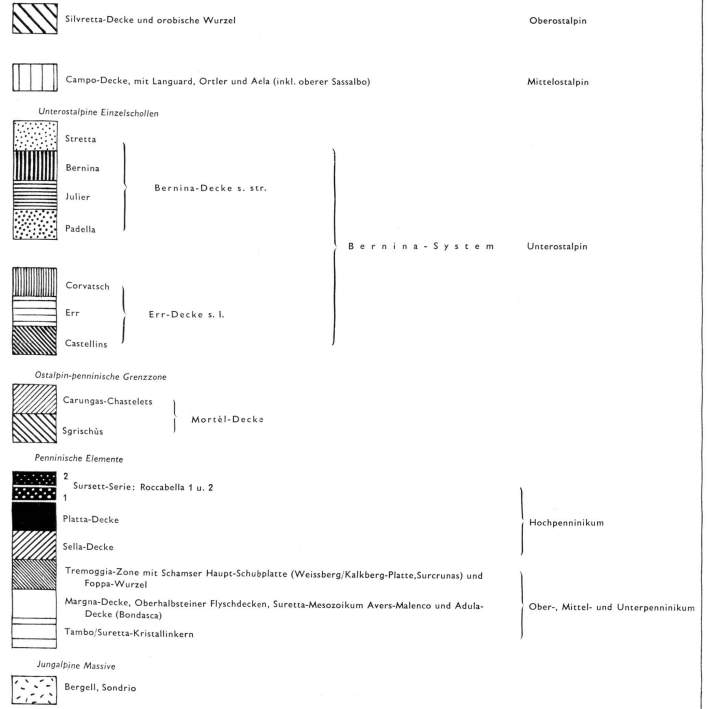 Silvretta-Decke und orobische Wurzel Oberostalpin
Campo-Decke, mit Languard, Ortler und Aela (inkl. oberer Sassalbo) Mittelostalpin
Unterostalpine Einzelschollen
Stretta
Bernina
Bernina-Decke s. str.
Julier
Padella
Bernina-System Unterostalpin
Corvatsch
Err Err-Decke s. l.
Castellins
Ostalpin-penninische Grenzzone
Carungas-Chastelets
Mortèl-Decke
Sgrischùs
Penninische Elemente
2
Sursett-Serie: Roccabella 1 u. 2
1
Platta-Decke Hochpenninikum
Sella-Decke
Tremoggia-Zone mit Schamser Haupt-Schubplatte (Weissberg/Kalkberg-Platte,Surcrunas) und
Foppa-Wurzel
Margna-Decke, Oberhalbsteiner Flyschdecken, Suretta-Mesozoikum Avers-Malenco und Adula-
Decke (Bondasca) Ober-, Mittel- und Unterpenninikum
Tambo/Suretta-Kristallinkern
Jungalpine Massive
Bergell, Sondrio